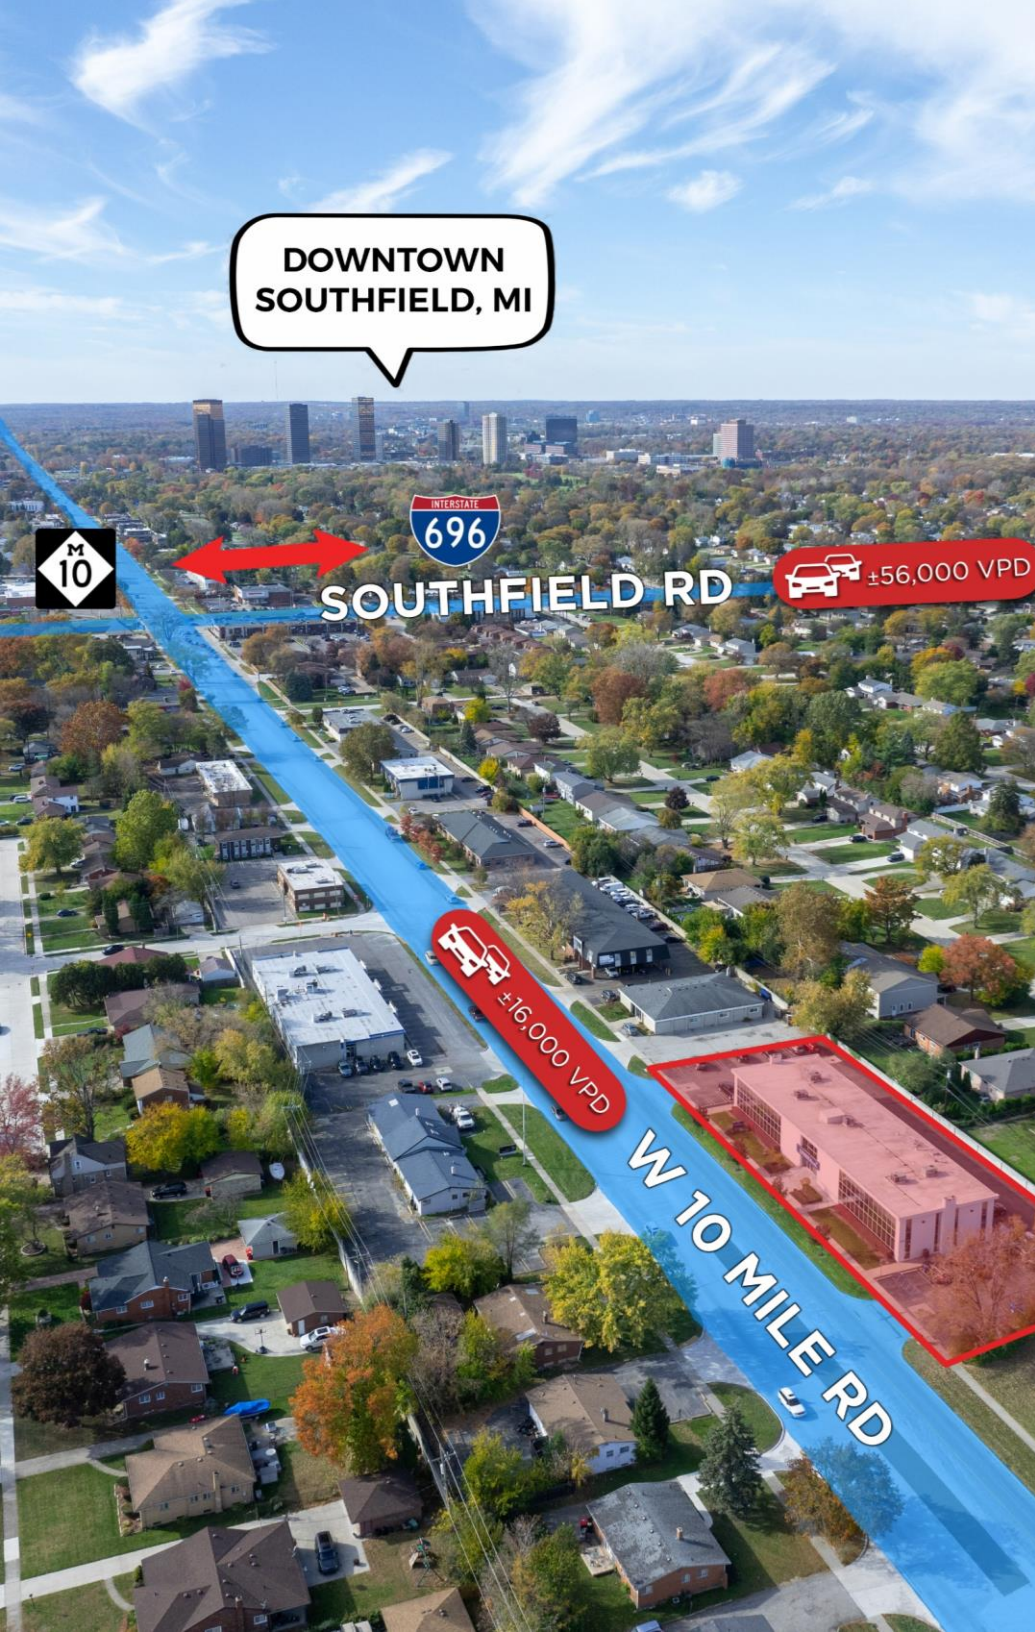 DOWNTOWN
SOUTHFIELD, MI
INTERSTATE
696
M
10
SOUTHFIELD RD
±56,000 VPD
±16,000 VPD
W 10 MILE RD